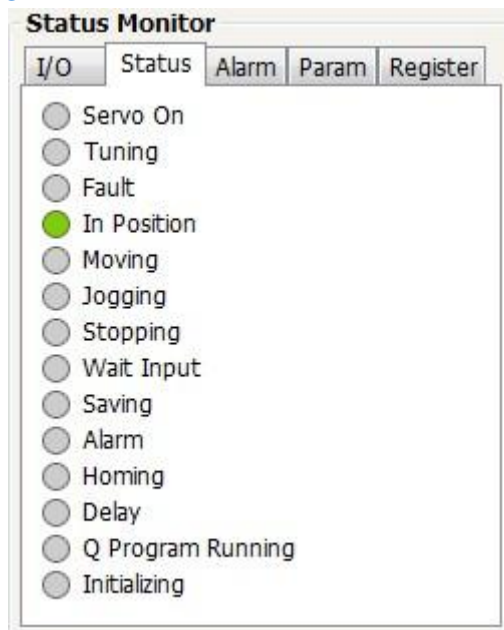 Status Monitor
I/O Status Alarm Param Register
Servo On
Tuning
Fault
In Position
Moving
Jogging
Stopping
Wait Input
Saving
Alarm
Homing
Delay
Q Program Running
Initializing